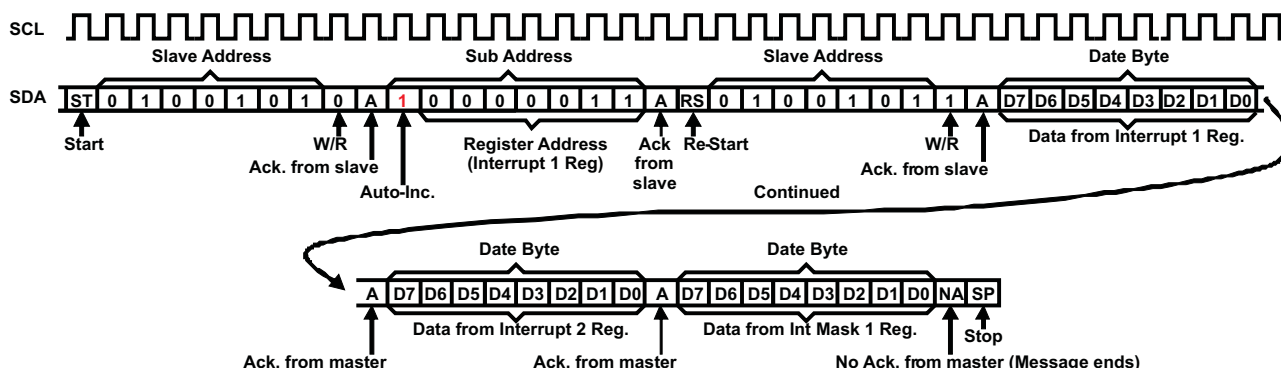 SCL
Slave Address Sub Address Slave Address Date Byte
SDA ST 0 1 0 0 1 0 1 0 A 1 0 0 0 0 0 1 1 A RS 0 1 0 0 1 0 1 1 A D7 D6 D5 D4 D3 D2 D1 D0
Start W/R Register Address Ack Re-Start W/R Data from Interrupt 1 Reg.
Ack. from slave (Interrupt 1 Reg) from Ack. from slave
slave
Auto-Inc. Continued
Date Byte Date Byte
A D7 D6 D5 D4 D3 D2 D1 D0 A D7 D6 D5 D4 D3 D2 D1 D0 NA SP
Data from Interrupt 2 Reg. Data from Int Mask 1 Reg. Stop
Ack. from master Ack. from master No Ack. from master (Message ends)